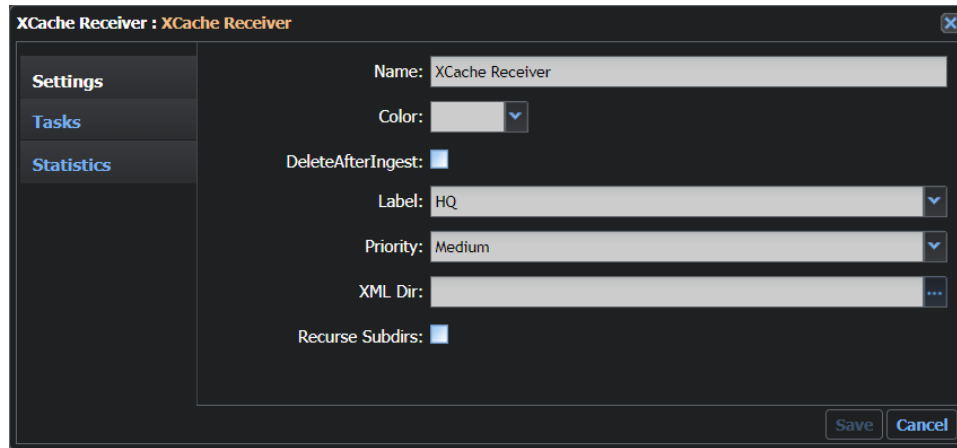 XCache Receiver : XCache Receiver
Settings
Tasks
Statistics
Name: XCache Receiver
Color:
DeleteAfterIngest:
Label: HQ
Priority: Medium
XML Dir:
...
Recurse Subdirs:
Save Cancel